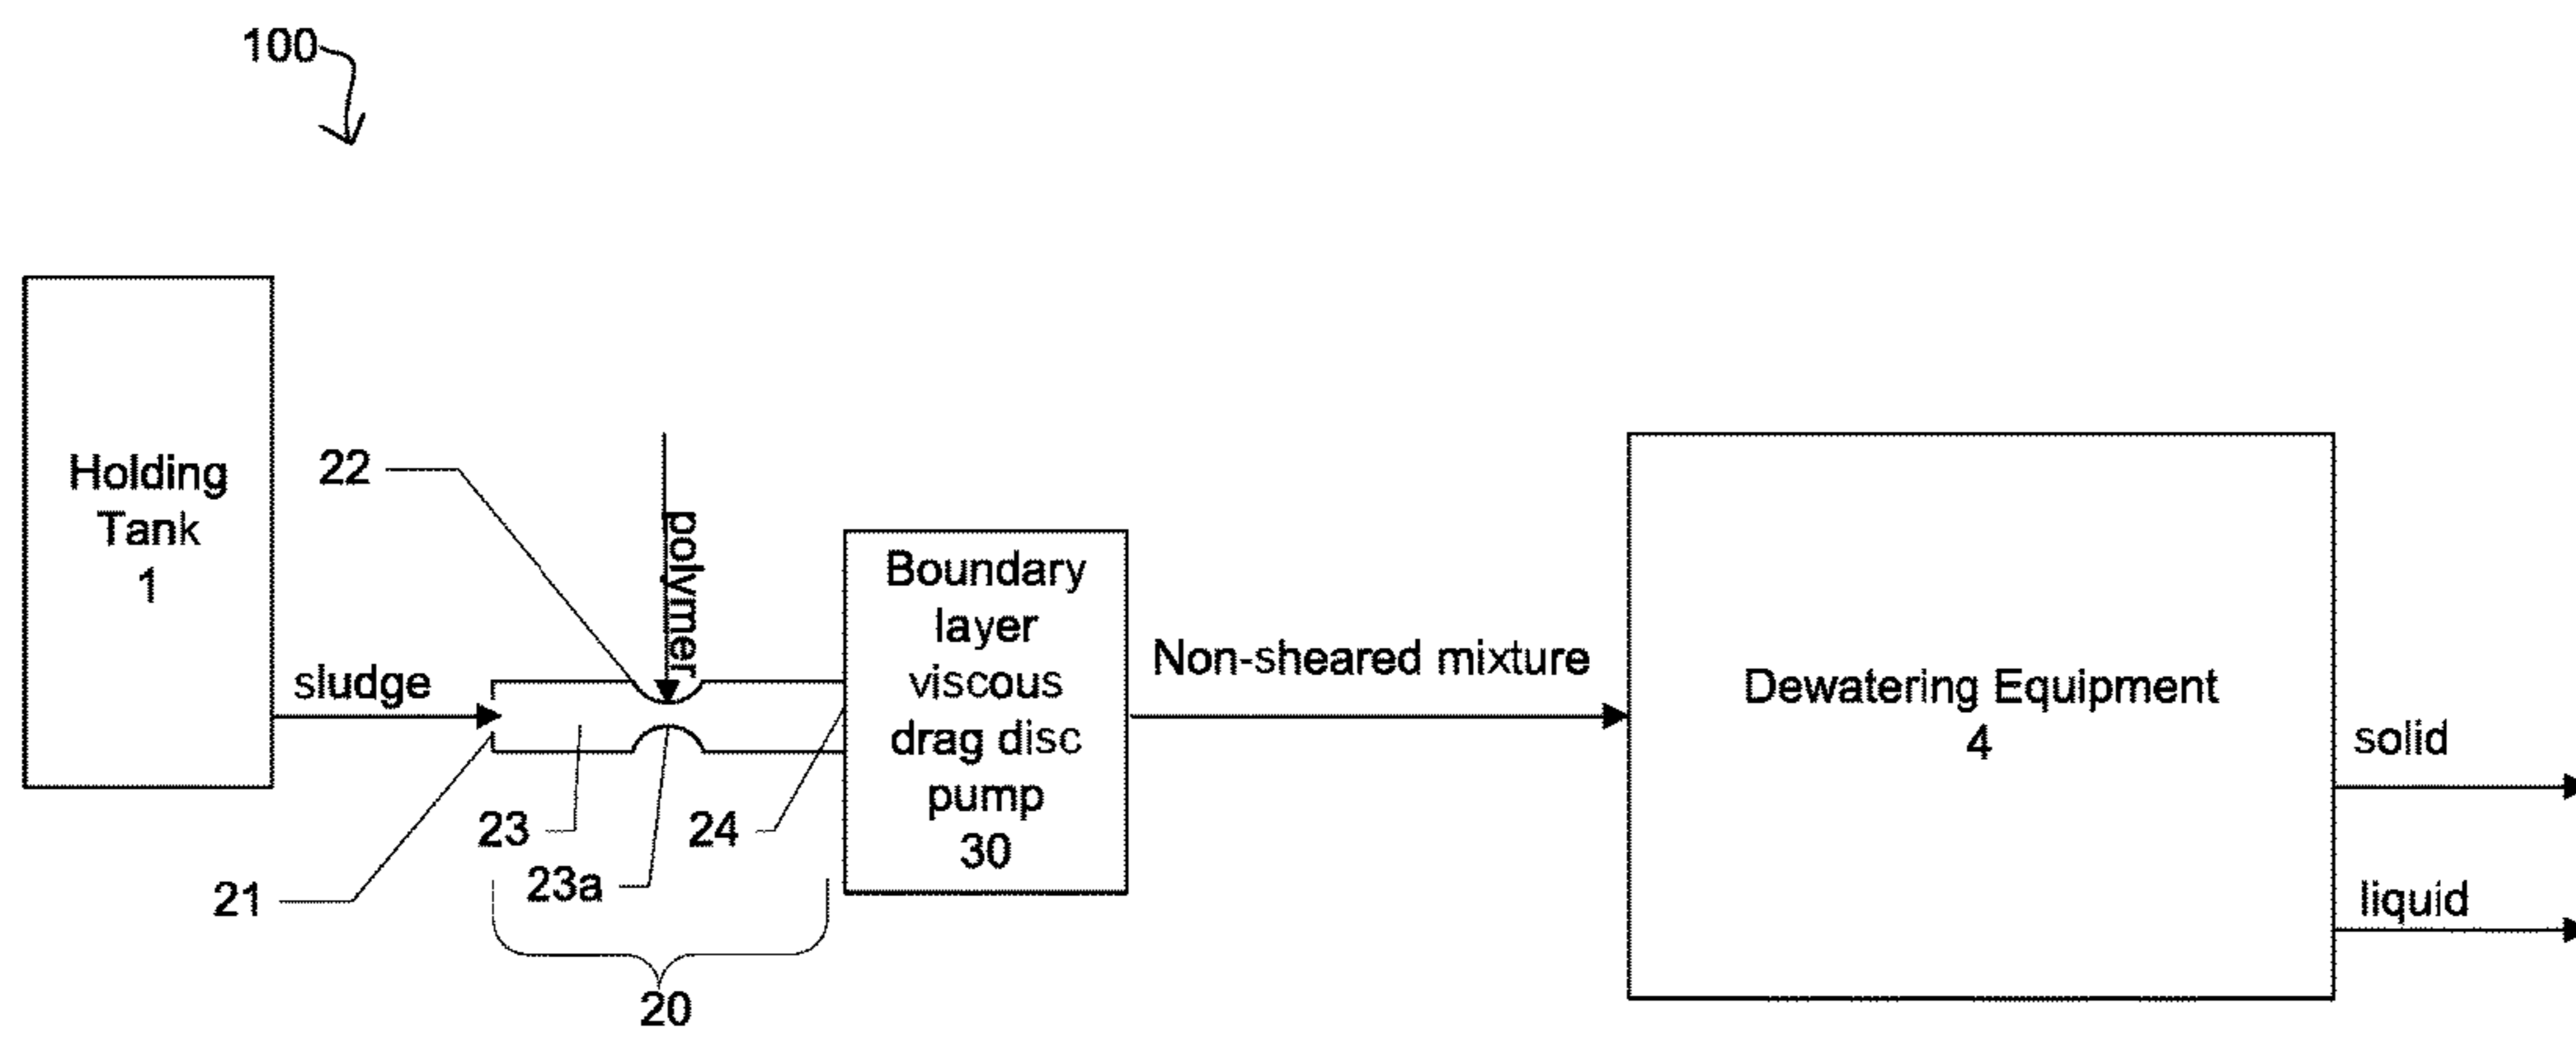 100
Holding
Tank
1
sludge
22
polymer
21
23
23a
24
20
Boundary
layer
viscous
drag disc
pump
30
Non-sheared mixture
Dewatering Equipment
4
solid
liquid